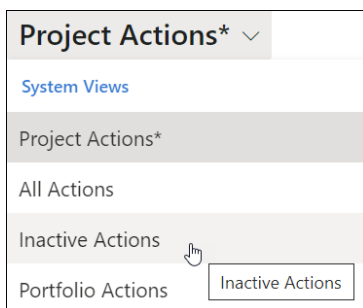 Project Actions*
System Views
Project Actions*
All Actions
Inactive Actions
Inactive Actions
Portfolio Actions